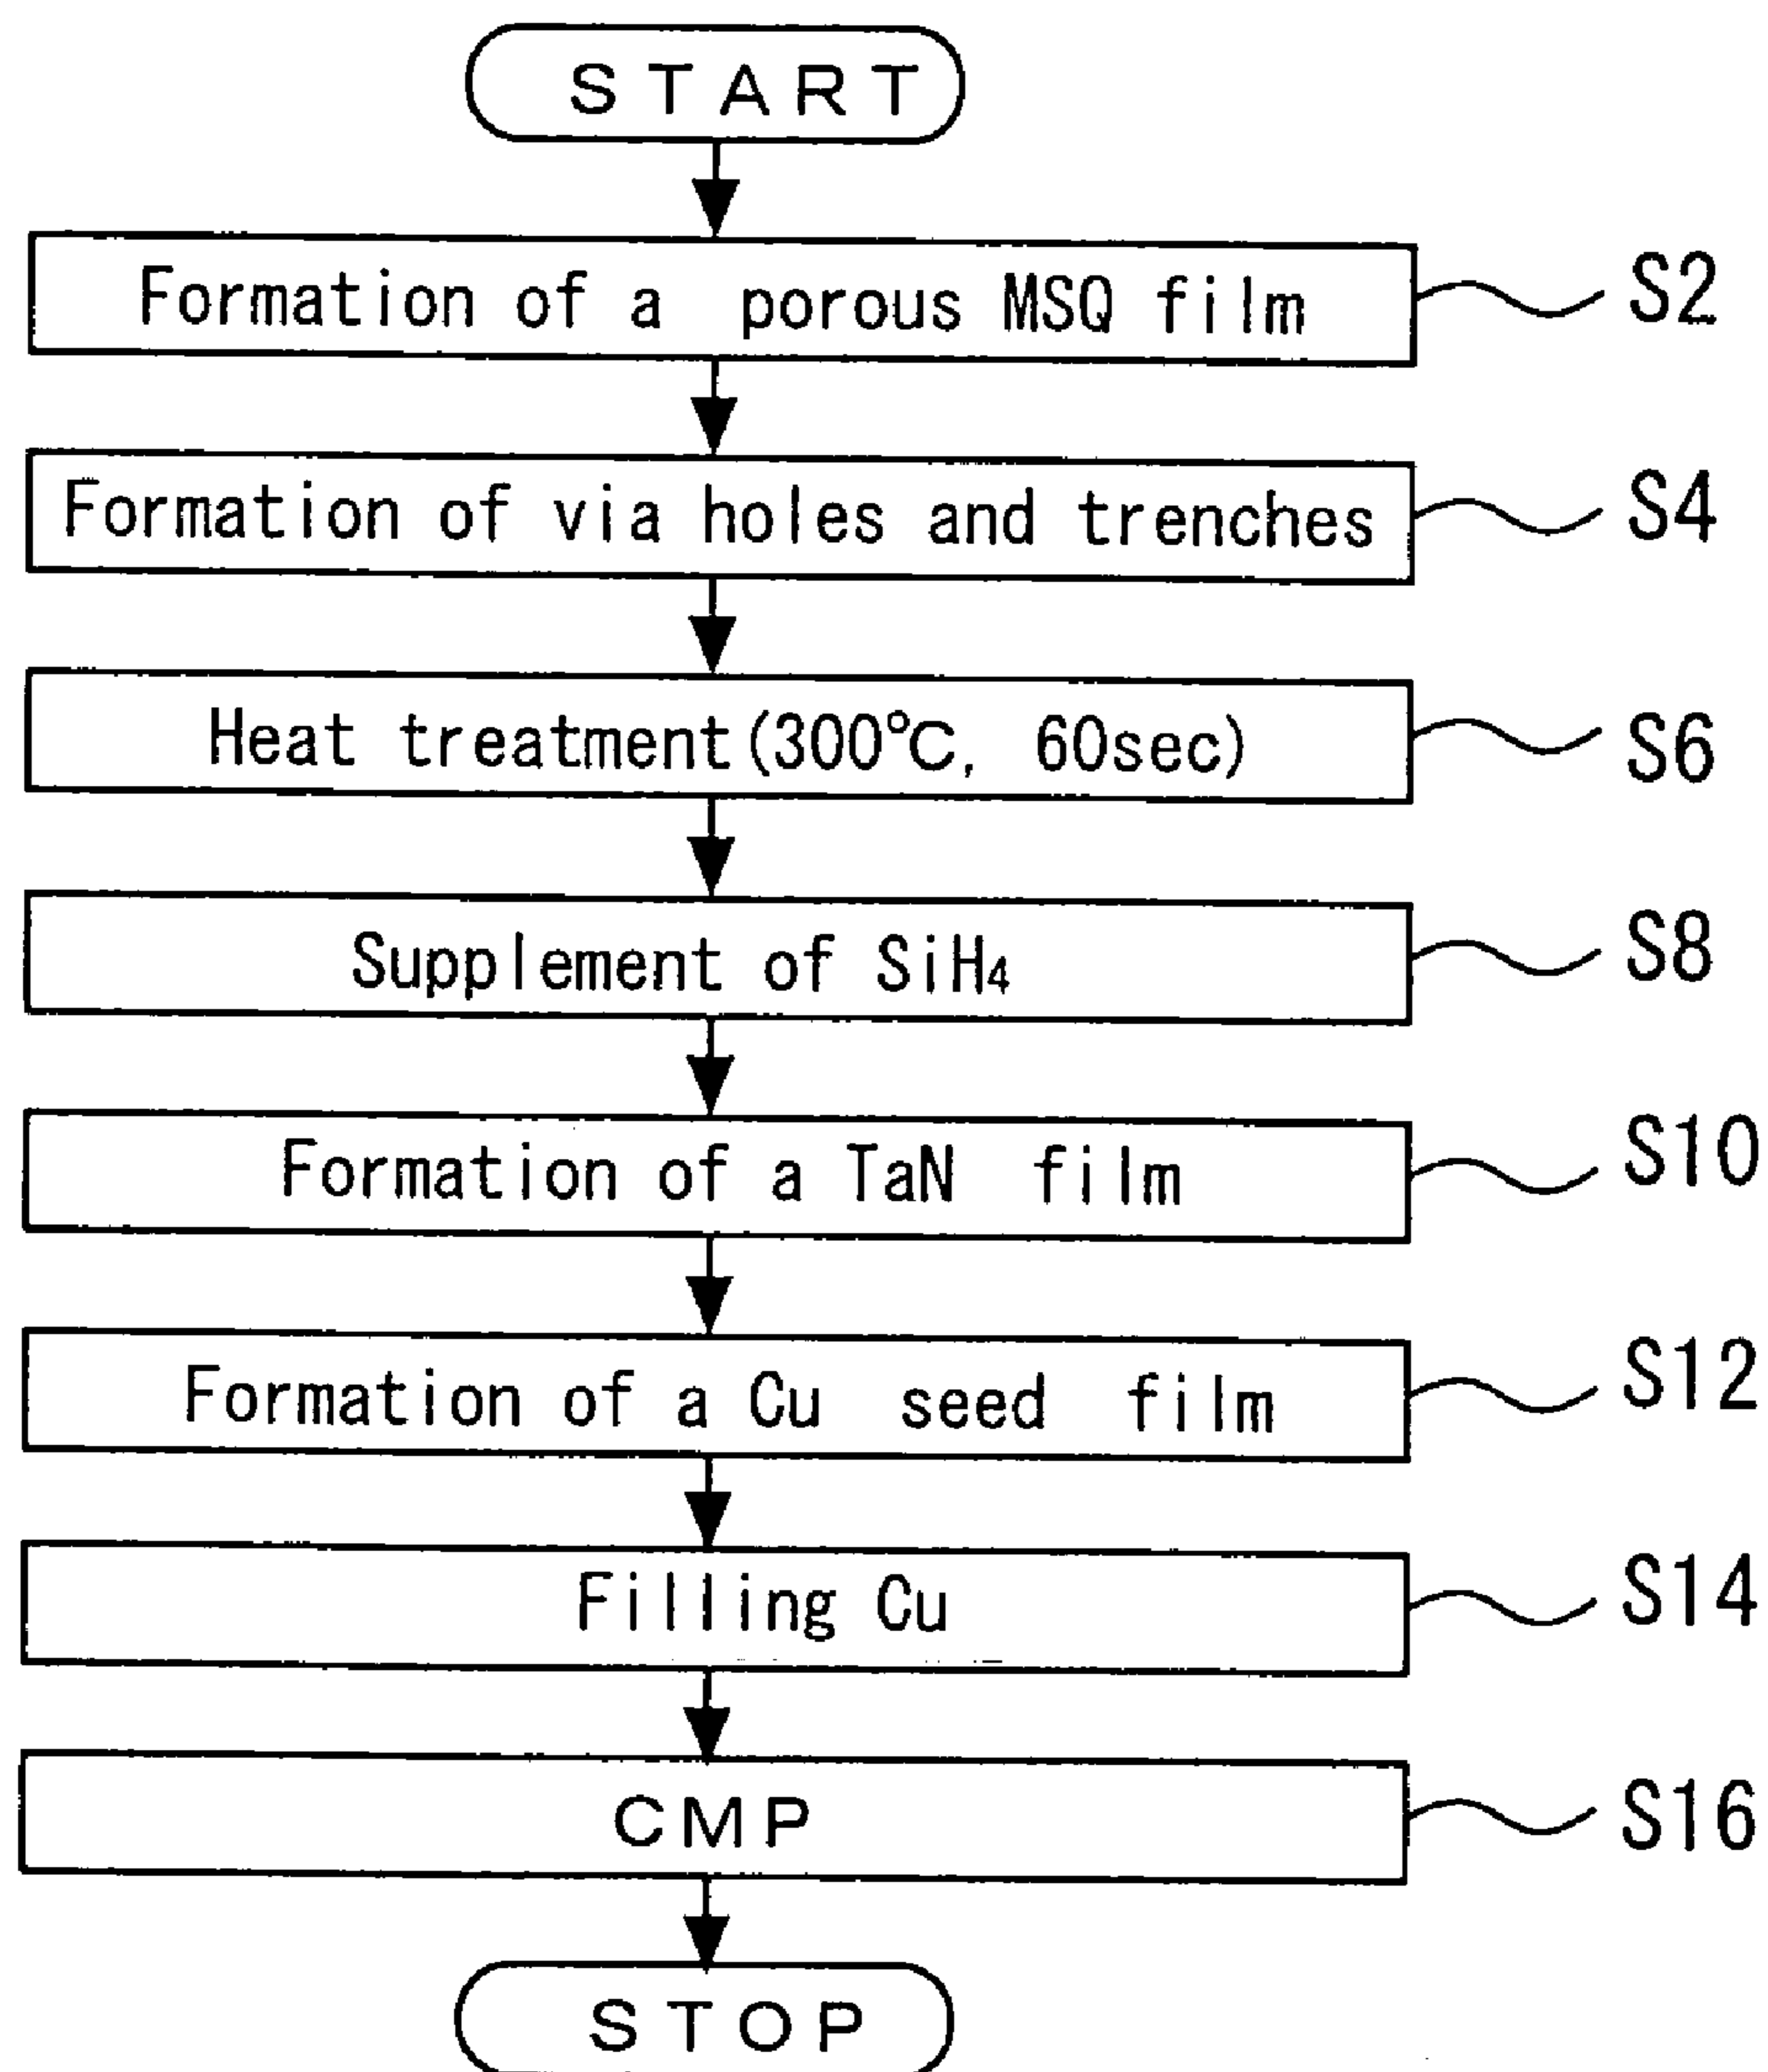 START
Formation of a porous MSQ film S2
Formation of via holes and trenches S4
Heat treatment(300℃, 60sec) S6
Supplement of SiH₄ S8
Formation of a TaN film S10
Formation of a Cu seed film S12
Filling Cu S14
CMP S16
STOP